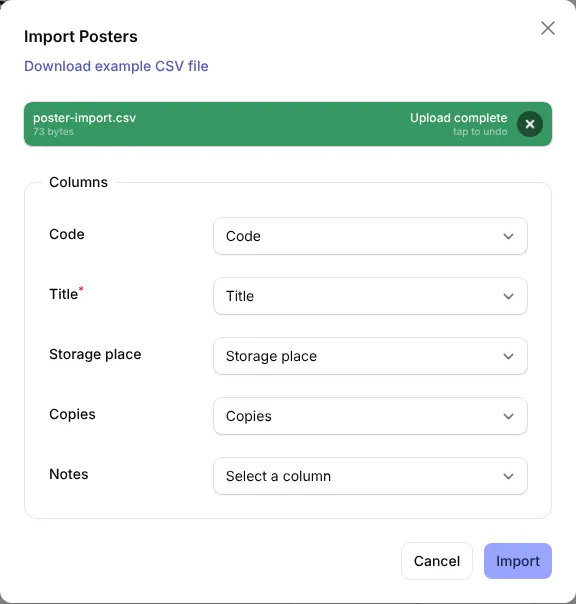 Import Posters
Download example CSV file
poster-import.csv
Upload complete
73 bytes
tap to undo
Columns
Code
Code
Title*
Title
Storage place
Storage place
Copies
Copies
Notes
Select a column
Cancel
Import